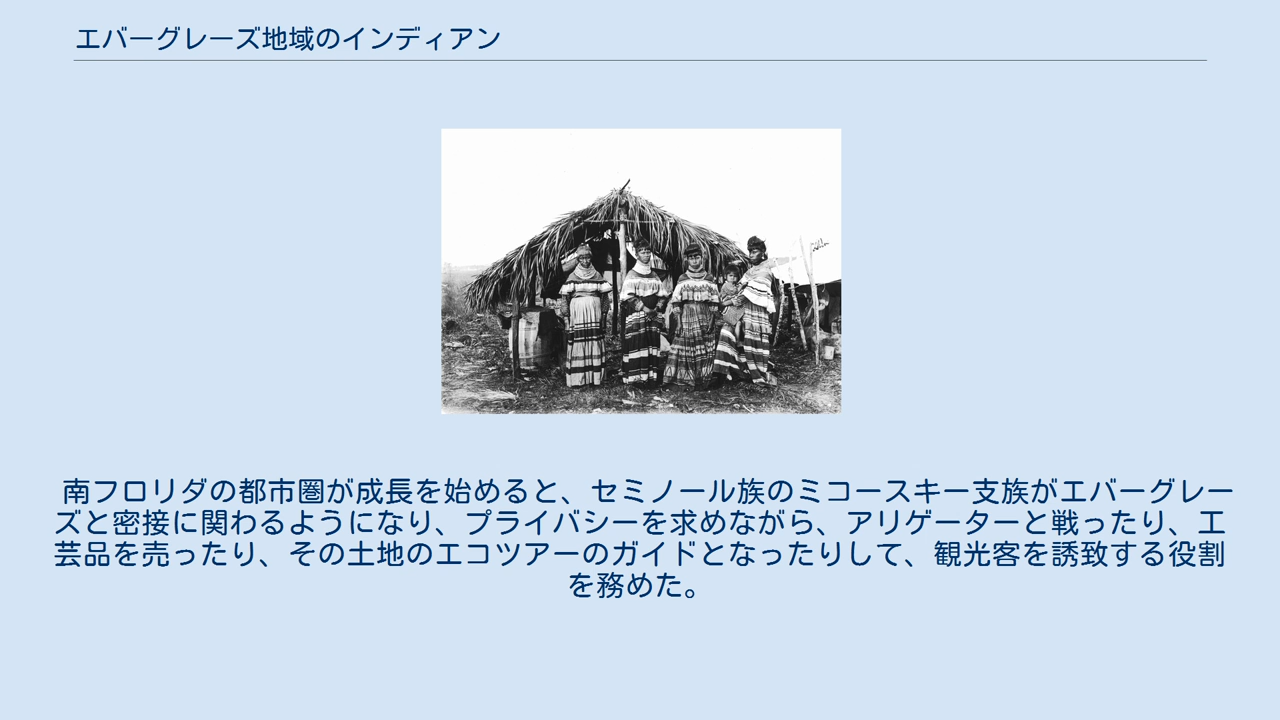 エバーグレーズ地域のインディアン
南フロリダの都市圏が成長を始めると、セミノール族のミコースキー支族がエバーグレー
ズと密接に関わるようになり、プライバシーを求めながら、アリゲーターと戦ったり、工
芸品を売ったり、その土地のエコツアーのガイドとなったりして、観光客を誘致する役割
を務めた。